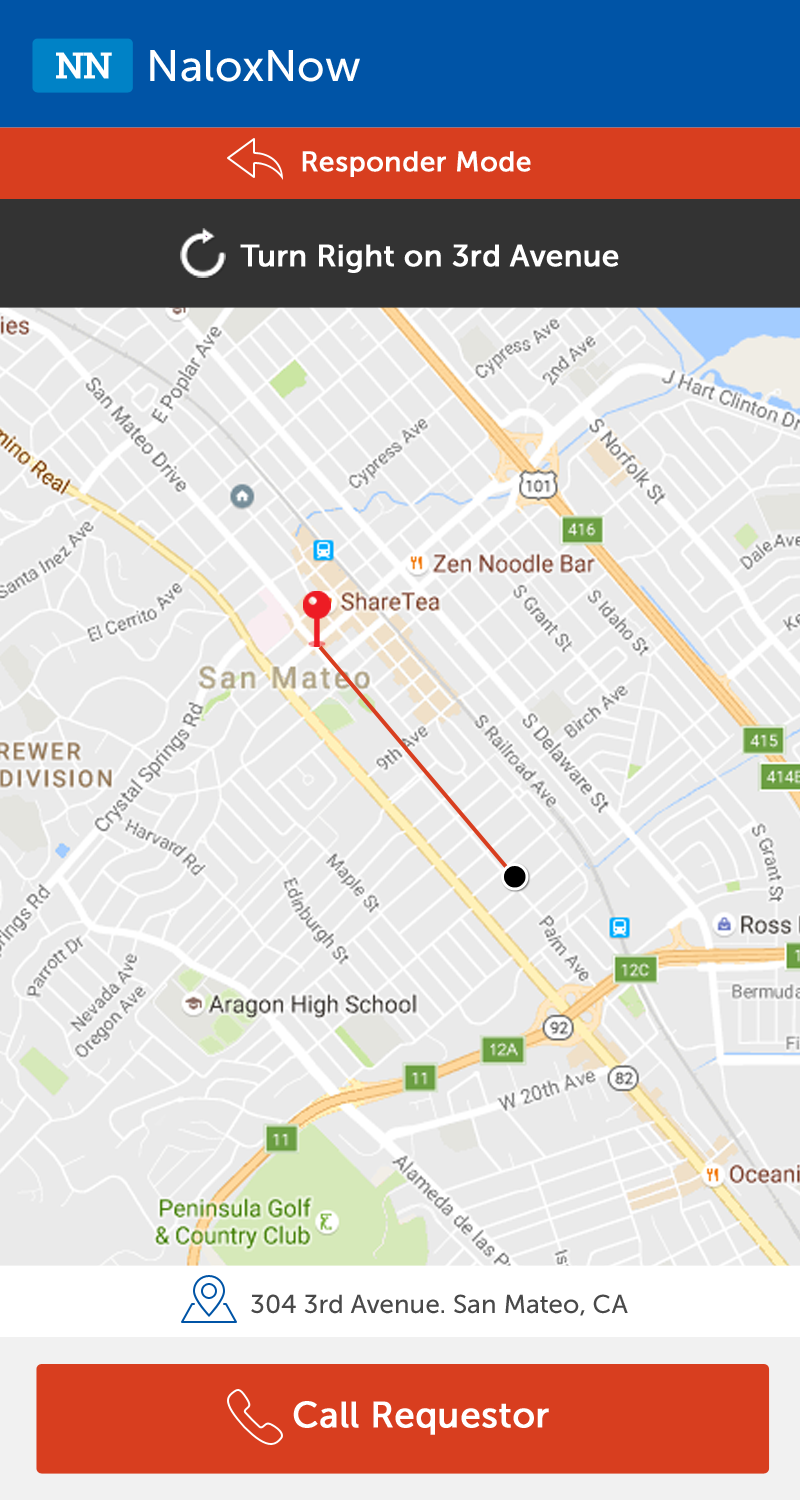 NN NaloxNow
Responder Mode
Turn Right on 3rd Avenue
ies
Cypress Ave
2nd Ave
E Poplar Ave
J Hart Clinton Dr
San Mateo Drive
Cypress Ave
S Norfolk St
mino Real
101
416
Santa Inez Ave
Dale Ave
Zen Noodle Bar
ShareTea
S Grant St
S Idaho St
El Cerrito Ave
San Mateo
Birch Ave
Crystal Springs Rd
9th Ave
S Railroad Ave
S Delaware St
415
REWER
DIVISION
414B
Harvard Rd
S Grant St
Maple St
Edinburgh St
rings Rd
Palm Ave
Ross
Parrott Dr
12C
1
Nevada Ave
Oregon Ave
Bermuda
Aragon High School
92
Fi
12A
11
82
W 20th Ave
11
Alameda de las P
Oceani
Peninsula Golf
& Country Club
Is
304 3rd Avenue. San Mateo, CA
Call Requestor